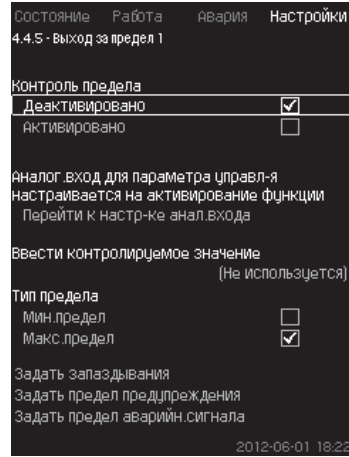 Состояние Работа Авария Настройки
4.4.5 - Выход за предел 1
Контроль предела
Деактивировано
Активировано
Аналог.вход для параметра управл-я
настраивается на активирование функции
Перейти к настр-ке анал.входа
Ввести контролируемое значение
(Не используется)
Тип предела
Мин.предел
Макс.предел
Задать запаздывания
Задать предел предупреждения
Задать предел аварийн.сигнала
2012-06-01 18:22